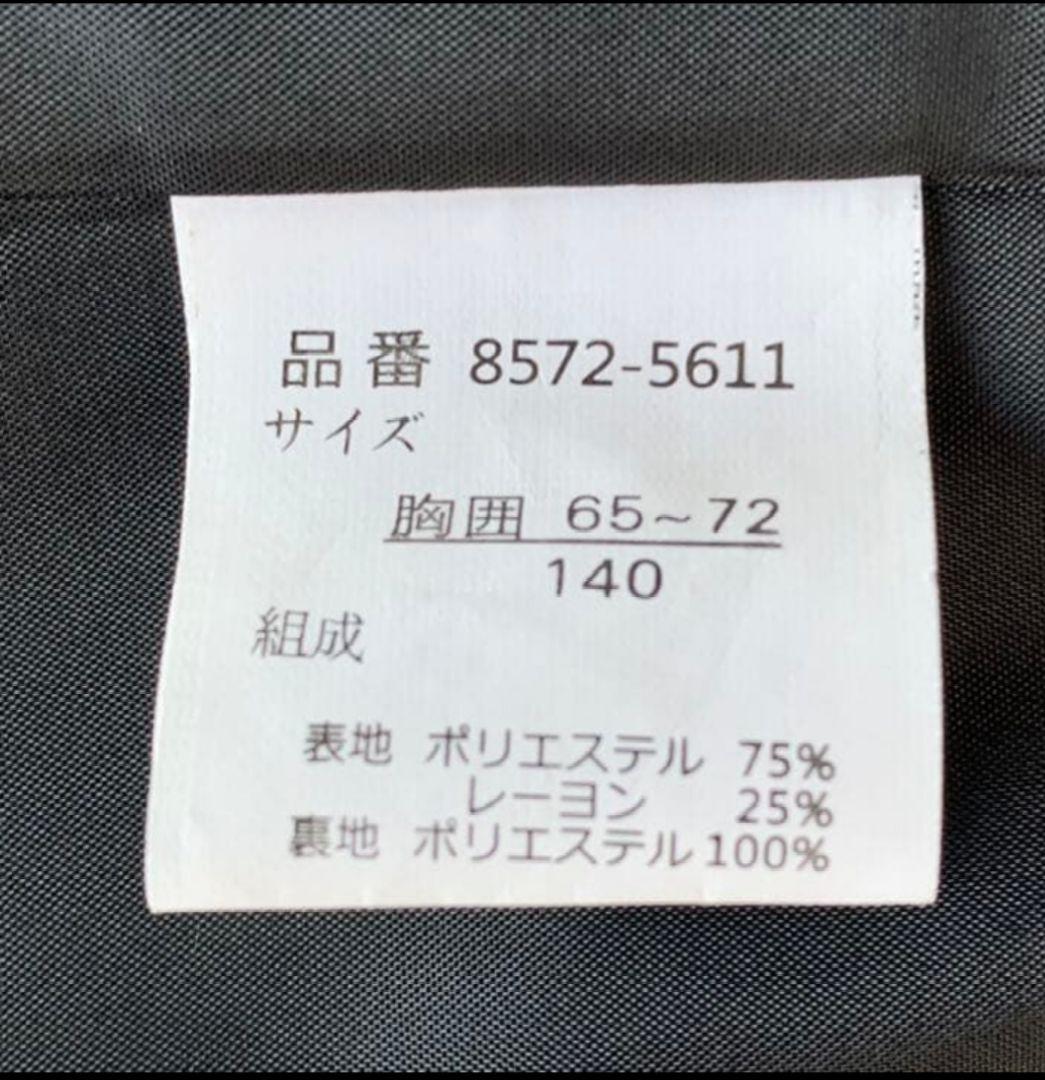 品番 8572-5611
サイズ
胸囲 65~72
140
組成
表地 ポリエステル 75%
レーヨン 25%
裏地 ポリエステル 100%